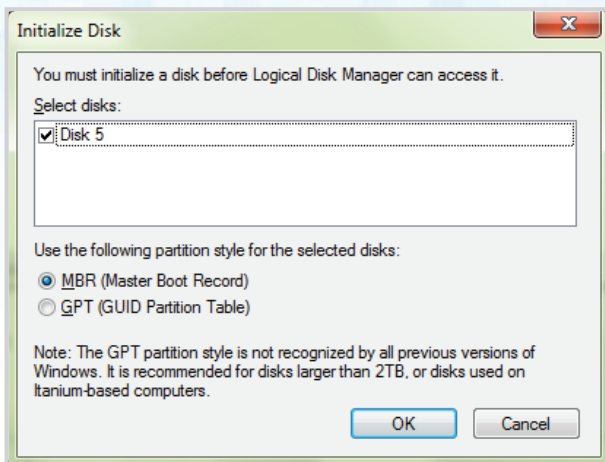 Initialize Disk
You must initialize a disk before Logical Disk Manager can access it.
Select disks:
Disk 5
Use the following partition style for the selected disks:
MBR (Master Boot Record)
GPT (GUID Partition Table)
Note: The GPT partition style is not recognized by all previous versions of
Windows. It is recommended for disks larger than 2TB, or disks used on
Itanium-based computers.
OK Cancel